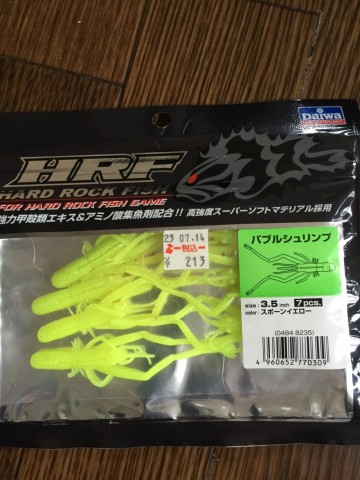 Daiwa
HRF
HARD ROCK FISH
FOR HARD ROCK FISH GAME
強力甲殻類エキス&アミノ酸集魚剤配合!! 高強度スーパーソフトマテリアル採用
23 07.14
税込
¥ 213
バブルシュリンプ
size: 3.5 inch 7pcs.
color: スポーンイエロー
(0484 8235)
4 960652 770309